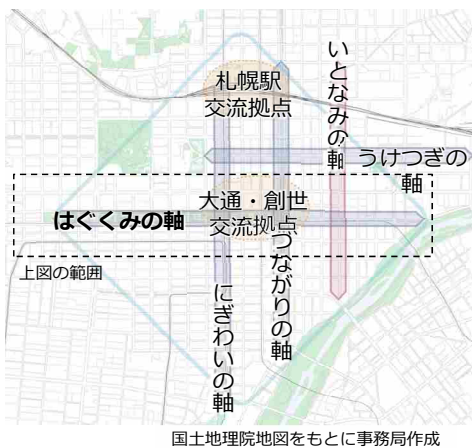 札幌駅
交流拠点
いとなみの軸
うけつぎの
軸
大通・創世
交流拠点
はぐくみの軸
上図の範囲
にぎわいの軸
つながりの軸
国土地理院地図をもとに事務局作成